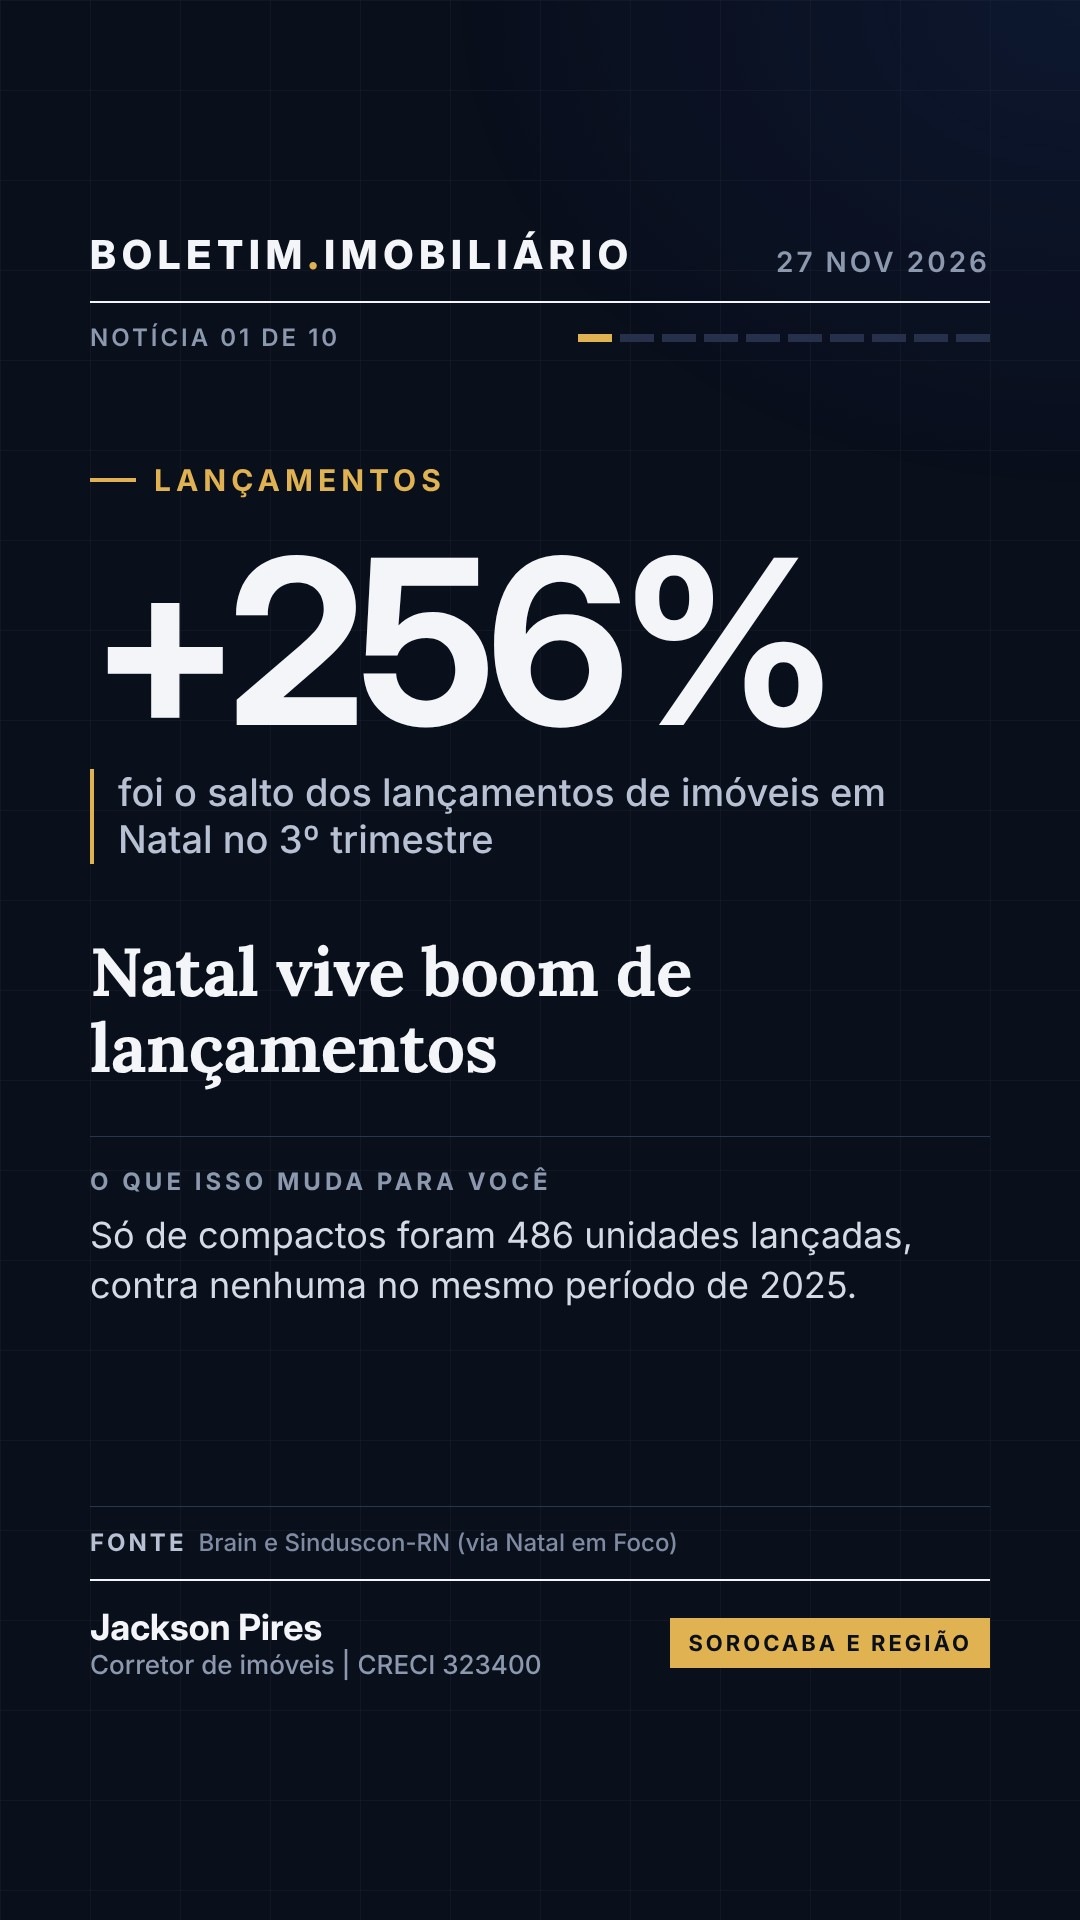 BOLETIM.IMOBILIÁRIO
27 NOV 2026
NOTÍCIA 01 DE 10
LANÇAMENTOS
+256%
foi o salto dos lançamentos de imóveis em
Natal no 3º trimestre
Natal vive boom de
lançamentos
O QUE ISSO MUDA PARA VOCÊ
Só de compactos foram 486 unidades lançadas,
contra nenhuma no mesmo período de 2025.
FONTE Brain e Sinduscon-RN (via Natal em Foco)
Jackson Pires
Corretor de imóveis | CRECI 323400
SOROCABA E REGIÃO